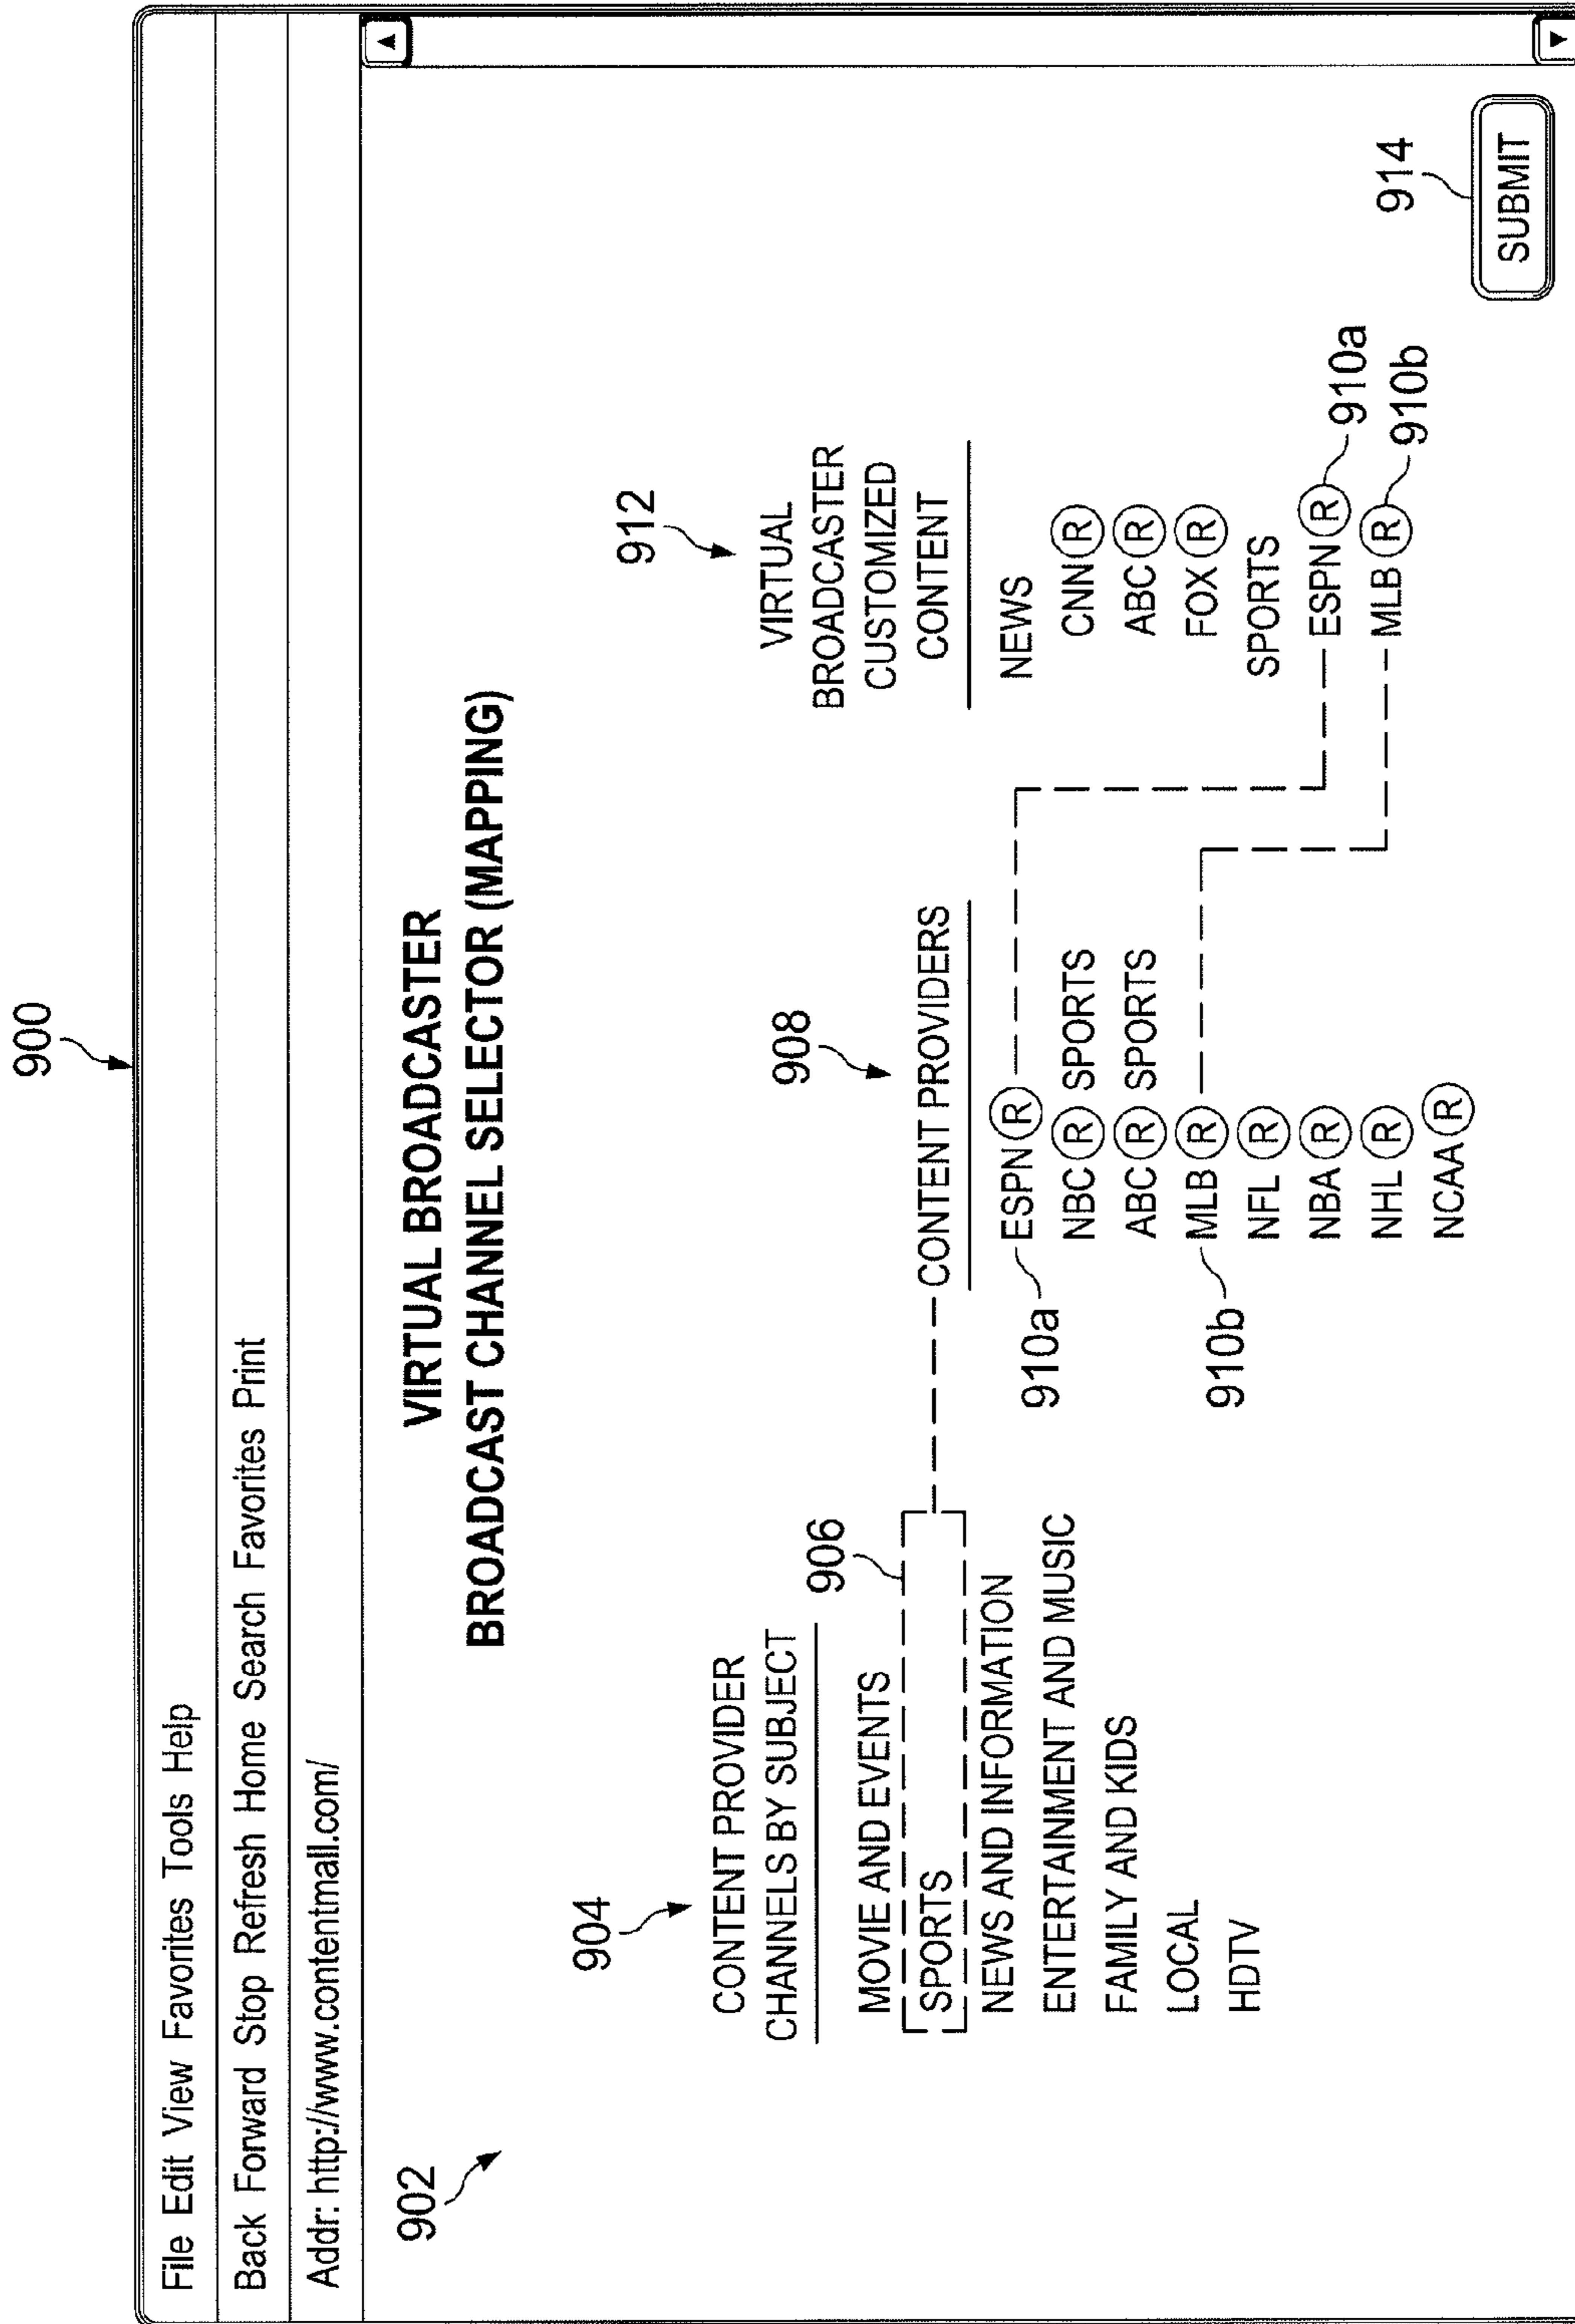 900
File Edit View Favorites Tools Help
Back Forward Stop Refresh Home Search Favorites Print
Addr: http://www.contentmall.com/
902
VIRTUAL BROADCASTER
BROADCAST CHANNEL SELECTOR (MAPPING)
904
CONTENT PROVIDER
CHANNELS BY SUBJECT
906
MOVIE AND EVENTS
SPORTS
NEWS AND INFORMATION
ENTERTAINMENT AND MUSIC
FAMILY AND KIDS
LOCAL
HDTV
908
CONTENT PROVIDERS
910a
ESPN®
NBC® SPORTS
ABC® SPORTS
910b
MLB®
NFL®
NBA®
NHL®
NCAA®
912
VIRTUAL
BROADCASTER
CUSTOMIZED
CONTENT
NEWS
CNN®
ABC®
FOX®
SPORTS
ESPN® 910a
MLB® 910b
914
SUBMIT